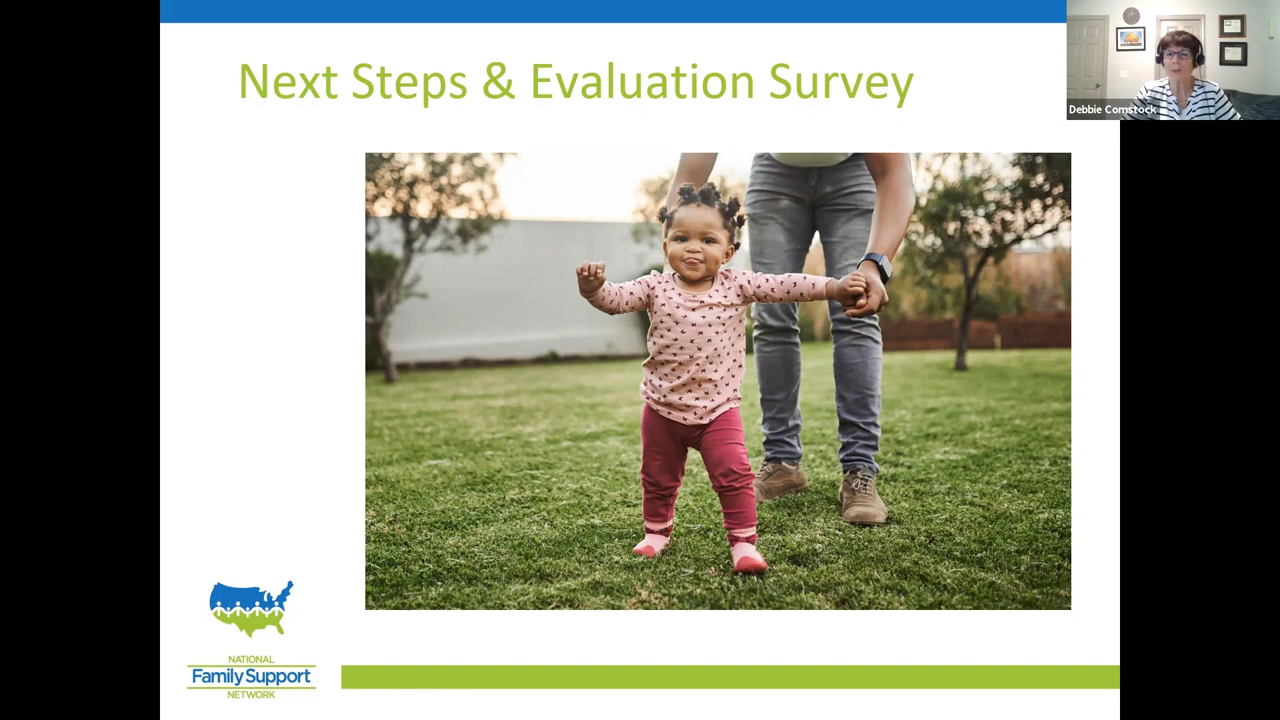 Next Steps & Evaluation Survey
Debbie Comstock
NATIONAL
Family Support
NETWORK